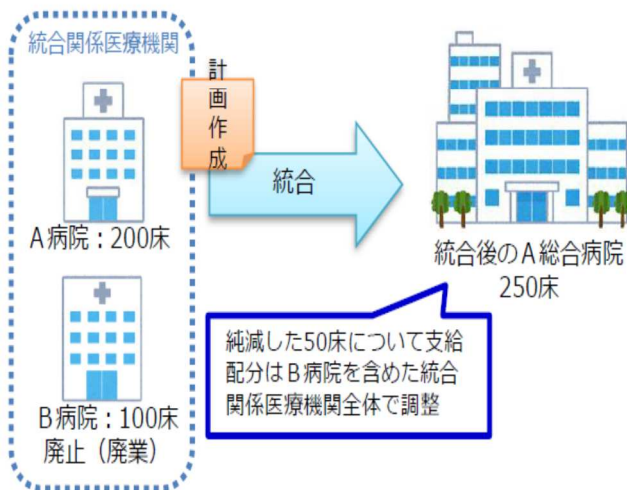 統合関係医療機関
A病院：200床
B病院：100床
廃止（廃業）
計画作成
統合
統合後のA総合病院
250床
純減した50床について支給
配分はB病院を含めた統合
関係医療機関全体で調整